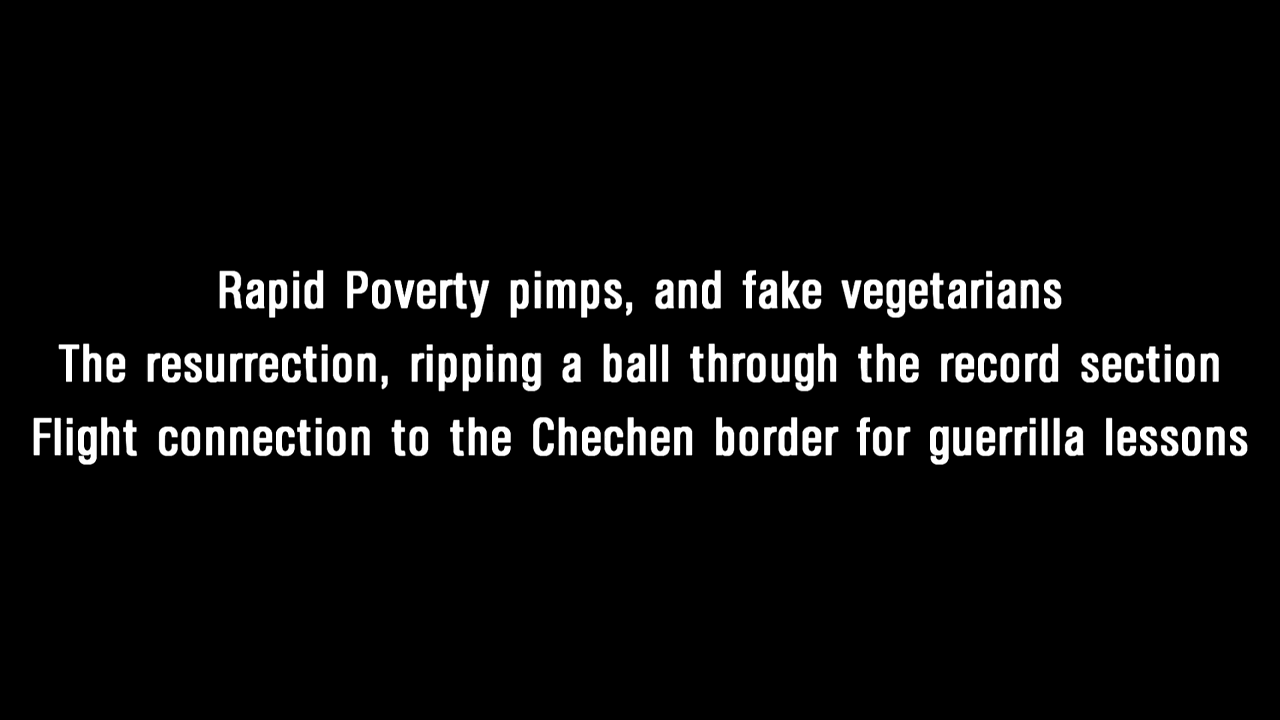 Rapid Poverty pimps, and fake vegetarians
The resurrection, ripping a ball through the record section
Flight connection to the Chechen border for guerrilla lessons